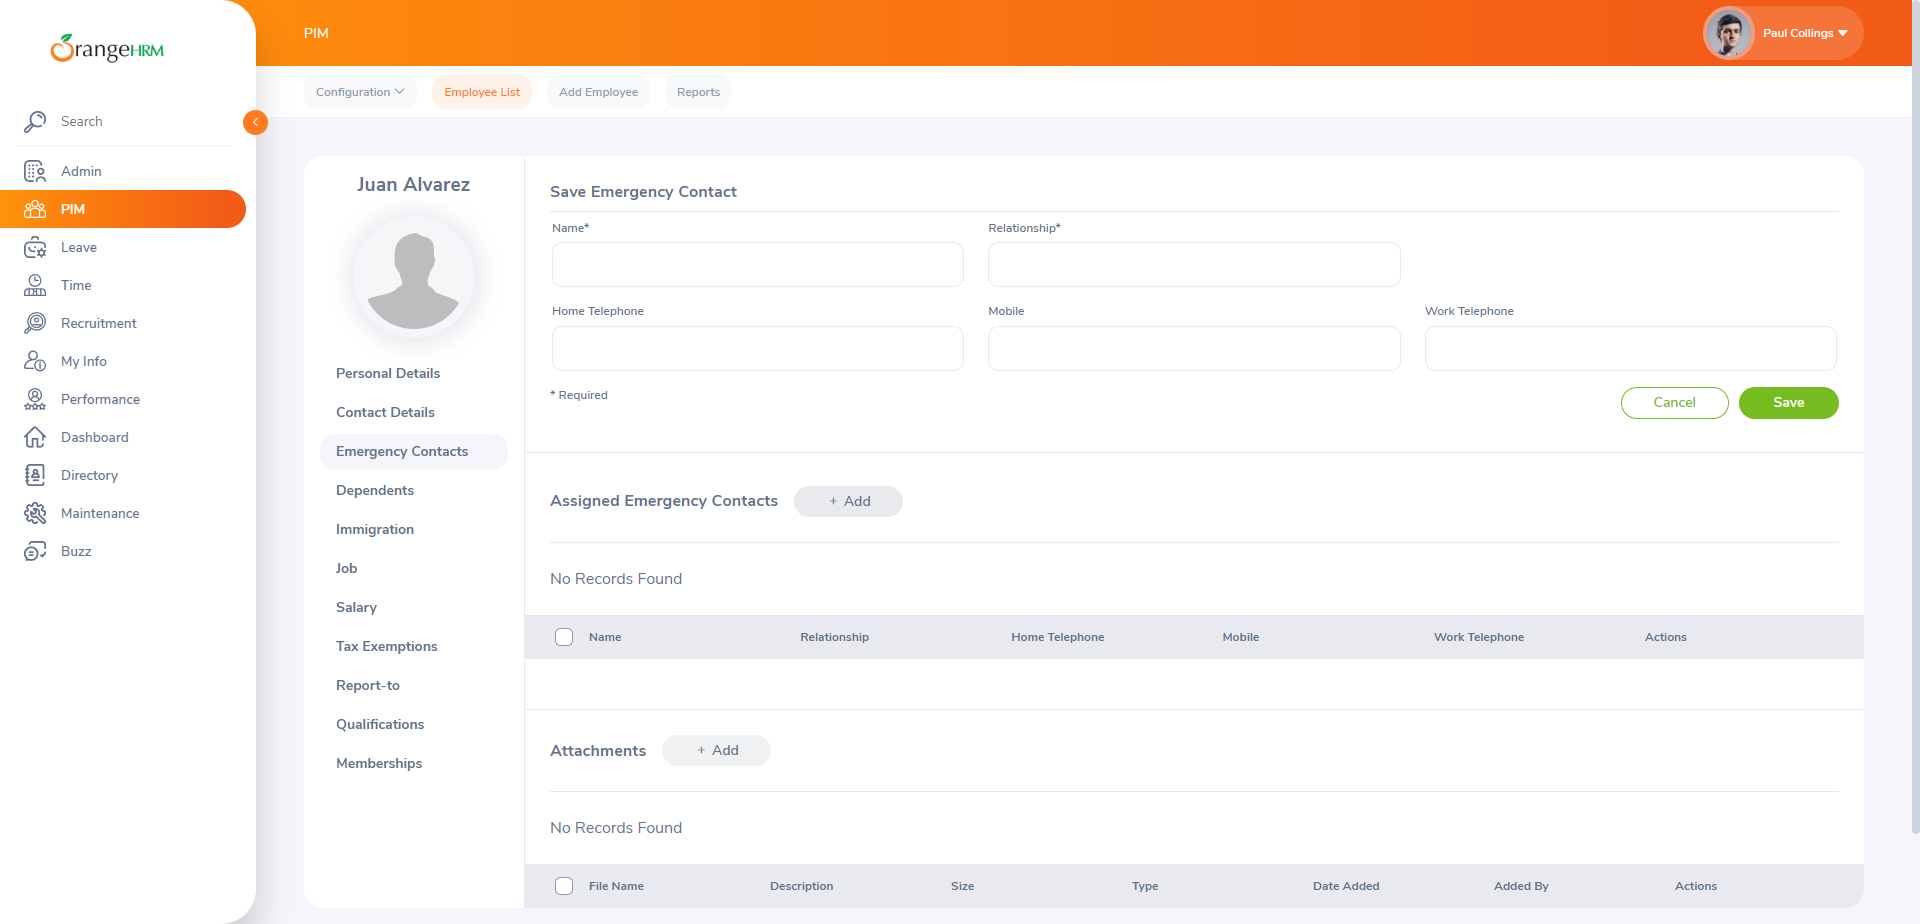 OrangeHRM
PIM
Paul Collings
Configuration
Employee List
Add Employee
Reports
Search
Admin
PIM
Leave
Time
Recruitment
My Info
Performance
Dashboard
Directory
Maintenance
Buzz
Juan Alvarez
Personal Details
Contact Details
Emergency Contacts
Dependents
Immigration
Job
Salary
Tax Exemptions
Report-to
Qualifications
Memberships
Save Emergency Contact
Name*
Relationship*
Home Telephone
Mobile
Work Telephone
* Required
Cancel
Save
Assigned Emergency Contacts
+ Add
No Records Found
Name Relationship Home Telephone Mobile Work Telephone Actions
Attachments
+ Add
No Records Found
File Name Description Size Type Date Added Added By Actions